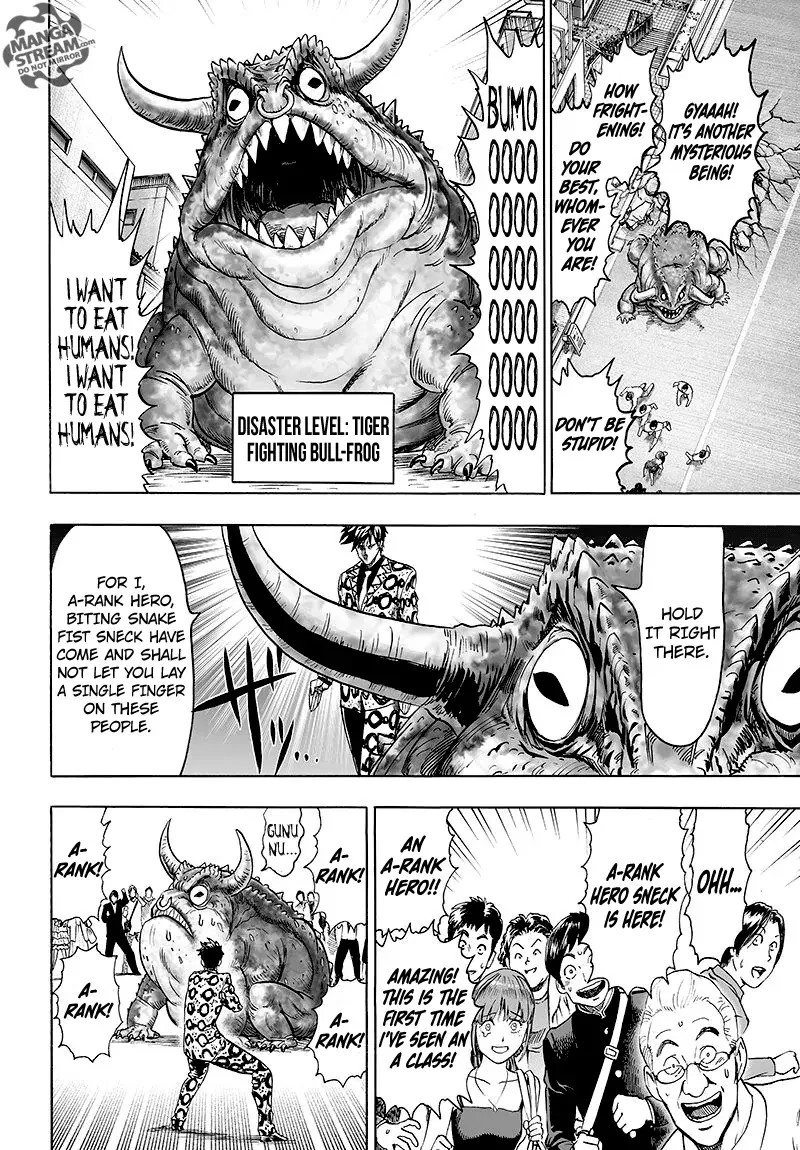 MANGA
STREAM.COM
DO NOT MIRROR
GYAAAH!
IT'S ANOTHER
MYSTERIOUS
BEING!
HOW
FRIGHT-
ENING!
DO
YOUR
BEST,
WHOM-
EVER
YOU
ARE!
DON'T BE
STUPID!
BUMO
OOOO
OOOO
OOOO
OOOO
OOOO
OOOO
OOOO
I WANT
TO EAT
HUMANS!
I WANT
TO EAT
HUMANS!
DISASTER LEVEL: TIGER
FIGHTING BULL-FROG
HOLD
IT RIGHT
THERE.
FOR I,
A-RANK HERO,
BITING SNAKE
FIST SNECK HAVE
COME AND SHALL
NOT LET YOU LAY
A SINGLE FINGER
ON THESE
PEOPLE.
OHH...
A-RANK
HERO SNECK
IS HERE!
AN
A-RANK
HERO!!
AMAZING!
THIS IS THE
FIRST TIME
I'VE SEEN AN
A CLASS!
A-
RANK!
GUNU
NU...
A-
RANK!
A-
RANK!
A-
RANK!